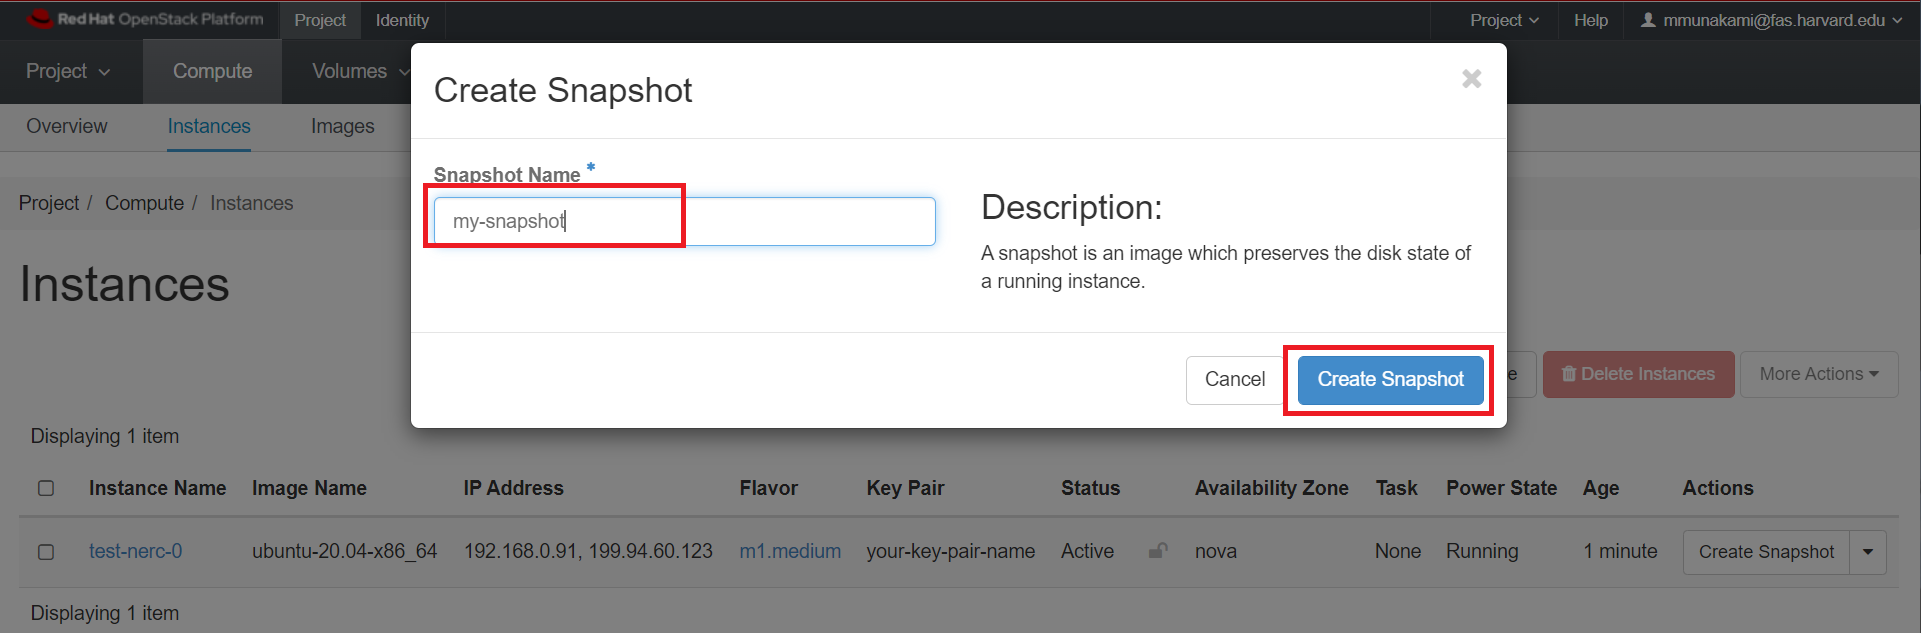 Red Hat OpenStack Platform Project Identity Project Help mmunakami@fas.harvard.edu
Project Compute Volumes
Overview Instances Images
Project / Compute / Instances
Instances
Create Snapshot
Snapshot Name *
my-snapshot
Description:
A snapshot is an image which preserves the disk state of
a running instance.
Cancel Create Snapshot
e Delete Instances More Actions
Displaying 1 item
Instance Name Image Name IP Address Flavor Key Pair Status Availability Zone Task Power State Age Actions
test-nerc-0 ubuntu-20.04-x86_64 192.168.0.91, 199.94.60.123 m1.medium your-key-pair-name Active nova None Running 1 minute Create Snapshot
Displaying 1 item